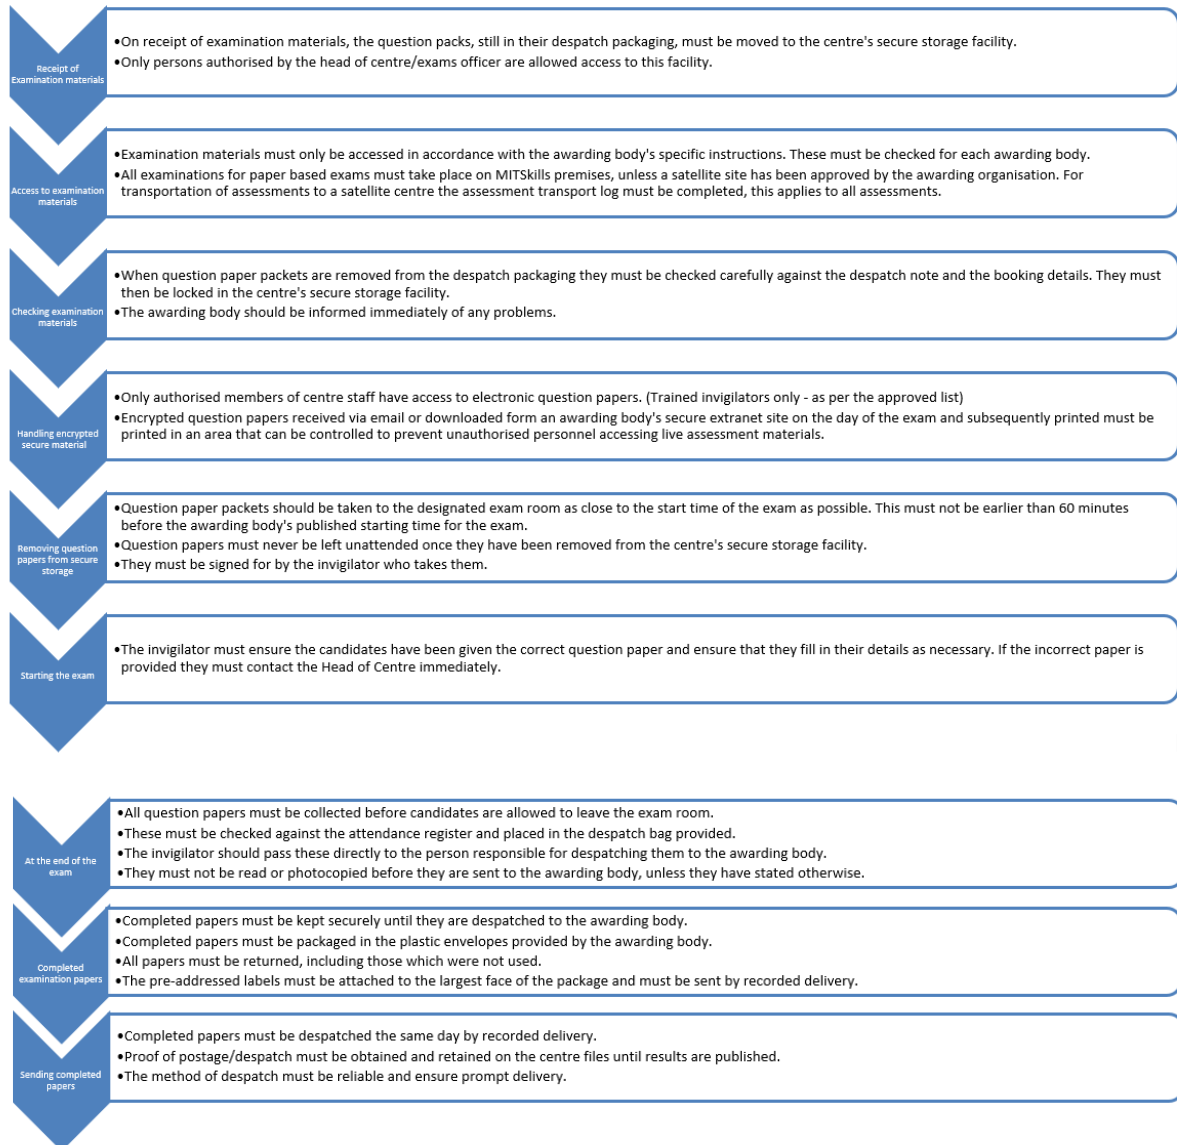 Receipt of
Examination materials
•On receipt of examination materials, the question packs, still in their despatch packaging, must be moved to the centre's secure storage facility.
•Only persons authorised by the head of centre/exams officer are allowed access to this facility.
Access to examination
materials
•Examination materials must only be accessed in accordance with the awarding body's specific instructions. These must be checked for each awarding body.
•All examinations for paper based exams must take place on MITSkills premises, unless a satellite site has been approved by the awarding organisation. For
transportation of assessments to a satellite centre the assessment transport log must be completed, this applies to all assessments.
Checking examination
materials
•When question paper packets are removed from the despatch packaging they must be checked carefully against the despatch note and the booking details. They must
then be locked in the centre's secure storage facility.
•The awarding body should be informed immediately of any problems.
Handling encrypted
secure material
•Only authorised members of centre staff have access to electronic question papers. (Trained invigilators only - as per the approved list)
•Encrypted question papers received via email or downloaded form an awarding body's secure extranet site on the day of the exam and subsequently printed must be
printed in an area that can be controlled to prevent unauthorised personnel accessing live assessment materials.
Removing question
papers from secure
storage
•Question paper packets should be taken to the designated exam room as close to the start time of the exam as possible. This must not be earlier than 60 minutes
before the awarding body's published starting time for the exam.
•Question papers must never be left unattended once they have been removed from the centre's secure storage facility.
•They must be signed for by the invigilator who takes them.
Starting the exam
•The invigilator must ensure the candidates have been given the correct question paper and ensure that they fill in their details as necessary. If the incorrect paper is
provided they must contact the Head of Centre immediately.
At the end of the
exam
•All question papers must be collected before candidates are allowed to leave the exam room.
•These must be checked against the attendance register and placed in the despatch bag provided.
•The invigilator should pass these directly to the person responsible for despatching them to the awarding body.
•They must not be read or photocopied before they are sent to the awarding body, unless they have stated otherwise.
Completed
examination papers
•Completed papers must be kept securely until they are despatched to the awarding body.
•Completed papers must be packaged in the plastic envelopes provided by the awarding body.
•All papers must be returned, including those which were not used.
•The pre-addressed labels must be attached to the largest face of the package and must be sent by recorded delivery.
Sending completed
papers
•Completed papers must be despatched the same day by recorded delivery.
•Proof of postage/despatch must be obtained and retained on the centre files until results are published.
•The method of despatch must be reliable and ensure prompt delivery.